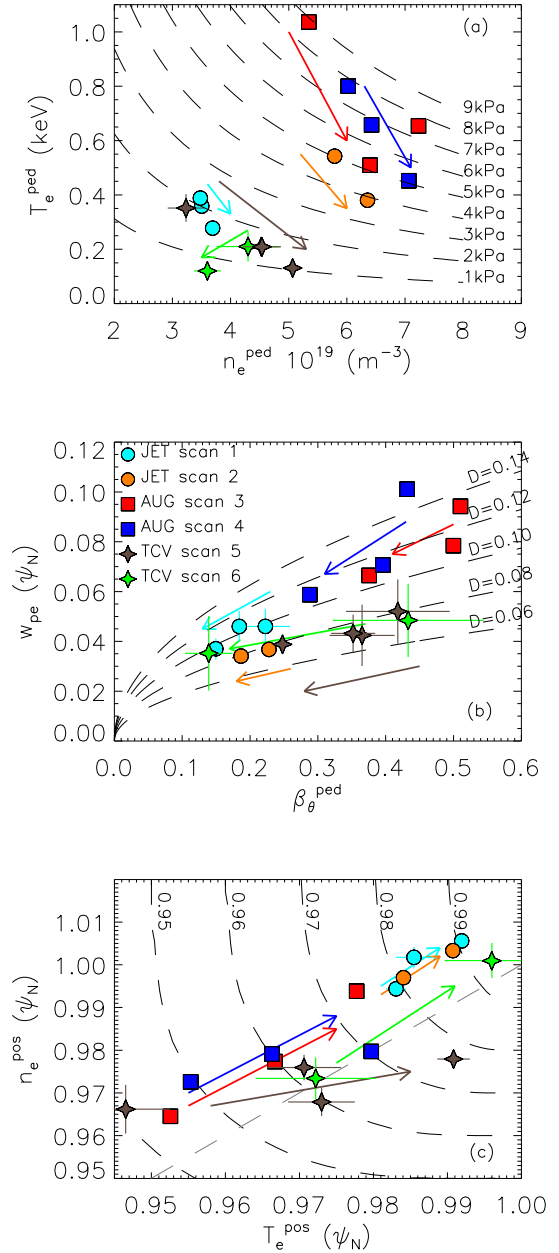 (a)
1.0
0.8
0.6
0.4
0.2
0.0
T_e^ped (keV)
9kPa
8kPa
7kPa
6kPa
5kPa
4kPa
3kPa
2kPa
1kPa
2 3 4 5 6 7 8 9
n_e^ped 10^19 (m^-3)
0.12
0.10
0.08
0.06
0.04
0.02
0.00
w_pe (ψ_N)
JET scan 1
JET scan 2
AUG scan 3
AUG scan 4
TCV scan 5
TCV scan 6
D=0.14
D=0.12
D=0.10
D=0.08
D=0.06
(b)
0.0 0.1 0.2 0.3 0.4 0.5 0.6
β_θ^ped
0.95 0.96 0.97 0.98 0.99
1.01
1.00
0.99
0.98
0.97
0.96
0.95
n_e^pos (ψ_N)
(c)
0.95 0.96 0.97 0.98 0.99 1.00
T_e^pos (ψ_N)